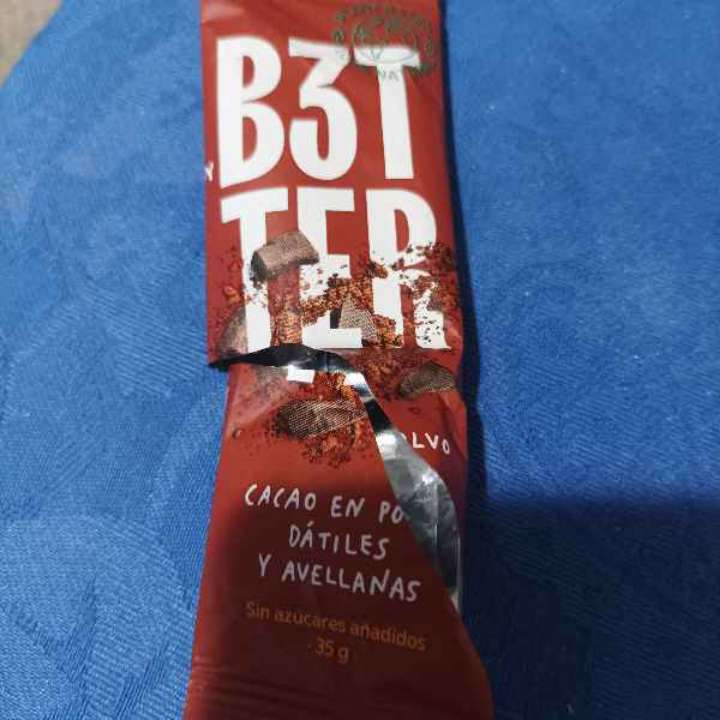 B3T
TER
LVO
CACAO EN PO
DÁTILES
Y AVELLANAS
Sin azúcares añadidos
35 g